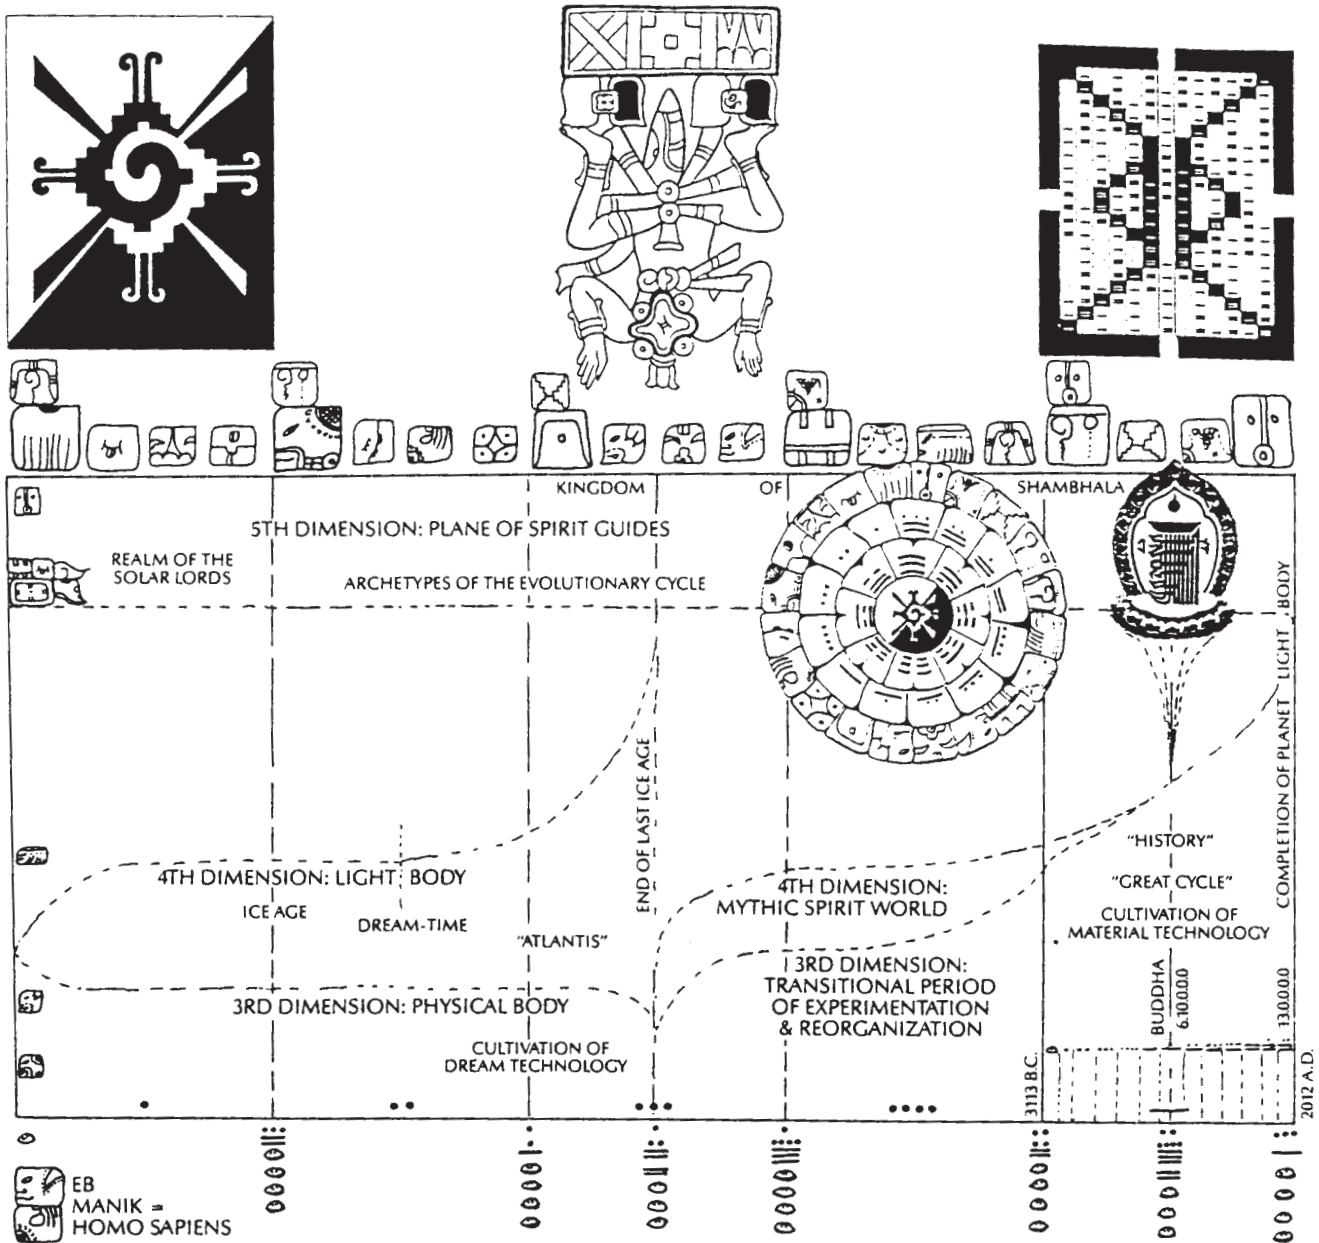 KINGDOM OF SHAMBHALA
5TH DIMENSION: PLANE OF SPIRIT GUIDES
REALM OF THE
SOLAR LORDS
ARCHETYPES OF THE EVOLUTIONARY CYCLE
COMPLETION OF PLANET LIGHT BODY
END OF LAST ICE AGE
4TH DIMENSION: LIGHT BODY
ICE AGE
DREAM-TIME
"ATLANTIS"
3RD DIMENSION: PHYSICAL BODY
CULTIVATION OF
DREAM TECHNOLOGY
4TH DIMENSION:
MYTHIC SPIRIT WORLD
3RD DIMENSION:
TRANSITIONAL PERIOD
OF EXPERIMENTATION
& REORGANIZATION
"HISTORY"
"GREAT CYCLE"
CULTIVATION OF
MATERIAL TECHNOLOGY
BUDDHA
6.10.0.0.0
13.0.0.0.0
3113 B.C.
2012 A.D.
EB
MANIK =
HOMO SAPIENS